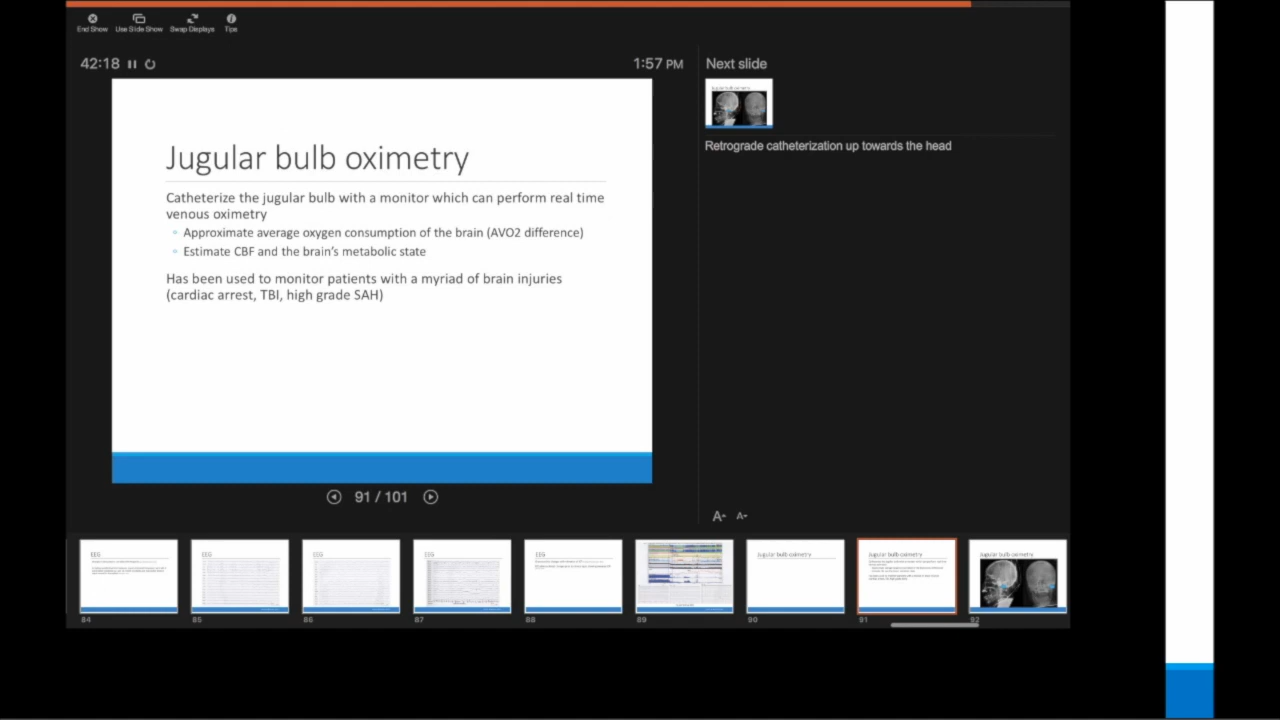 End Show Use Slide Show Swap Displays Tips
42:18 1:57 PM Next slide
Jugular bulb oximetry
Catheterize the jugular bulb with a monitor which can perform real time
venous oximetry
Approximate average oxygen consumption of the brain (AVO2 difference)
Estimate CBF and the brain's metabolic state
Has been used to monitor patients with a myriad of brain injuries
(cardiac arrest, TBI, high grade SAH)
Jugular bulb oximetry
Retrograde catheterization up towards the head
91 / 101
A A
EEG EEG EEG EEG EEG Jugular bulb oximetry Jugular bulb oximetry Jugular bulb oximetry
84 85 86 87 88 89 90 91 92